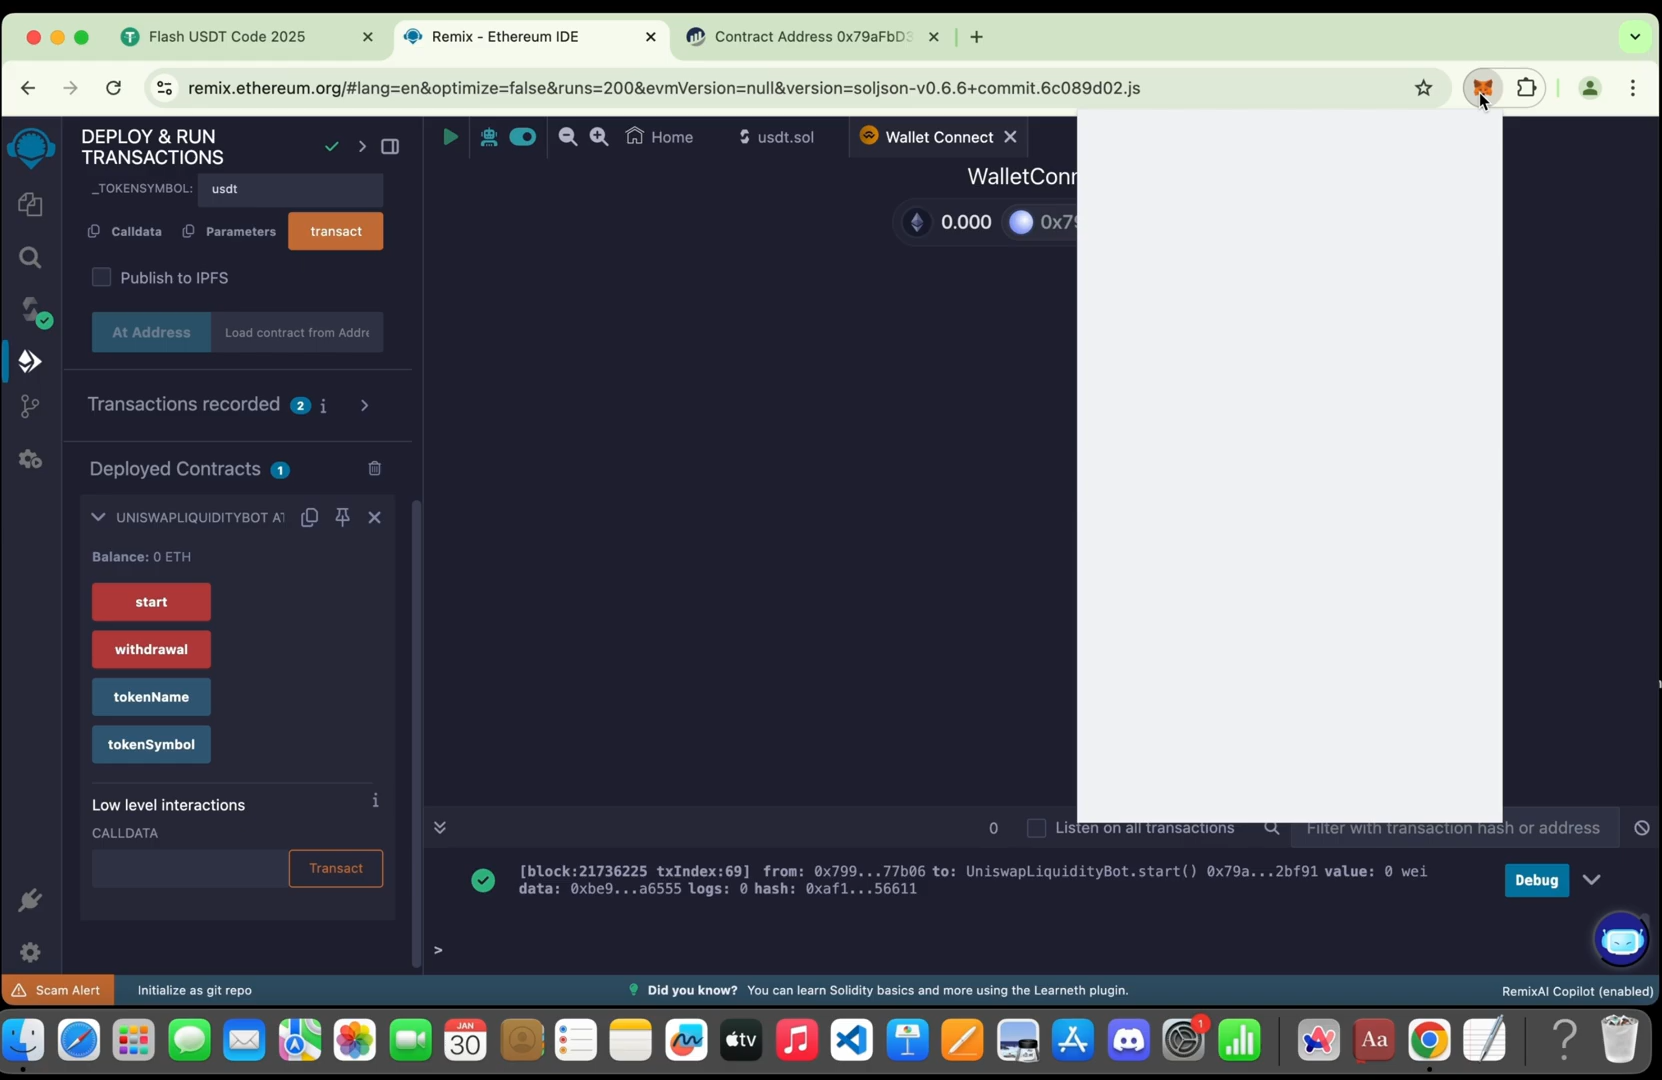 Flash USDT Code 2025
Remix - Ethereum IDE
Contract Address 0x79aFbD3
remix.ethereum.org/#lang=en&optimize=false&runs=200&evmVersion=null&version=soljson-v0.6.6+commit.6c089d02.js
DEPLOY & RUN
TRANSACTIONS
Home
usdt.sol
Wallet Connect
_TOKENSYMBOL:
usdt
Calldata
Parameters
transact
Publish to IPFS
At Address
Load contract from Addre
Transactions recorded 2 i
Deployed Contracts 1
UNISWAPLIQUIDITYBOT AT
Balance: 0 ETH
start
withdrawal
tokenName
tokenSymbol
Low level interactions
i
CALLDATA
Transact
WalletConn
0.000
0x79
0
Listen on all transactions
Filter with transaction hash or address
[block:21736225 txIndex:69] from: 0x799...77b06 to: UniswapLiquidityBot.start() 0x79a...2bf91 value: 0 wei
data: 0xbe9...a6555 logs: 0 hash: 0xaf1...56611
Debug
>
Scam Alert
Initialize as git repo
Did you know? You can learn Solidity basics and more using the Learneth plugin.
RemixAI Copilot (enabled)
JAN
30
tv
1
Aa
?